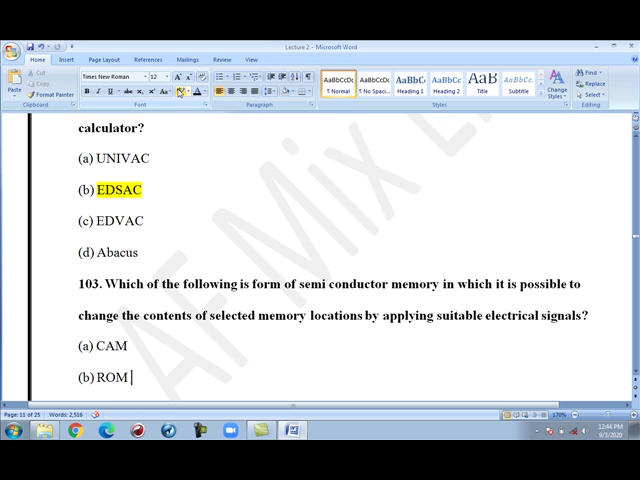 Lecture 2 - Microsoft Word
Home Insert Page Layout References Mailings Review View
Cut
Copy
Format Painter
Paste
Times New Roman 12
AaBbCcDc AaBbCcDc AaBbC AaBbCc AaB AaBbCcL
¶ Normal ¶ No Spaci... Heading 1 Heading 2 Title Subtitle
Change Styles
Find
Replace
Select
Clipboard Font Paragraph Styles Editing
calculator?
(a) UNIVAC
(b) EDSAC
(c) EDVAC
(d) Abacus
103. Which of the following is form of semi conductor memory in which it is possible to
change the contents of selected memory locations by applying suitable electrical signals?
(a) CAM
(b) ROM
AF Mix
Page: 11 of 25 Words: 2,516 170%
12:44 PM
9/3/2020